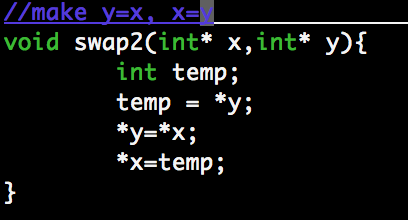 //make y=x, x=y
void swap2(int* x,int* y){
        int temp;
        temp = *y;
        *y=*x;
        *x=temp;
}